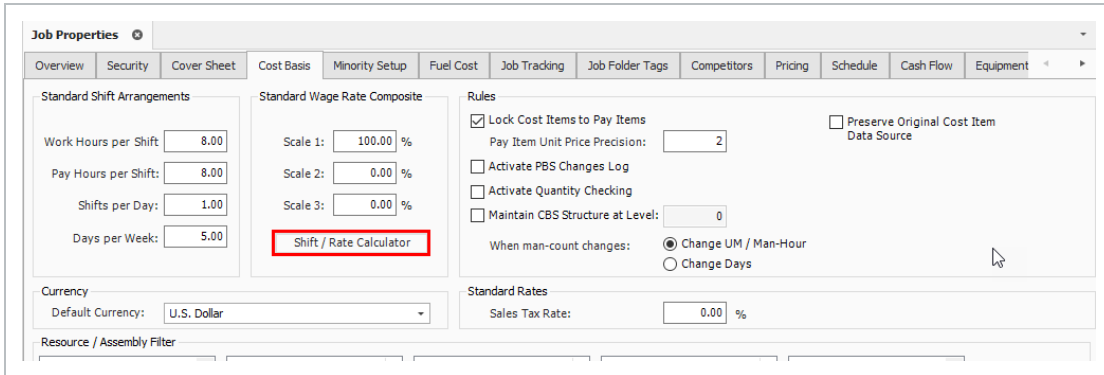 Job Properties
Overview Security Cover Sheet Cost Basis Minority Setup Fuel Cost Job Tracking Job Folder Tags Competitors Pricing Schedule Cash Flow Equipment
Standard Shift Arrangements
Work Hours per Shift 8.00
Pay Hours per Shift: 8.00
Shifts per Day: 1.00
Days per Week: 5.00
Standard Wage Rate Composite
Scale 1: 100.00 %
Scale 2: 0.00 %
Scale 3: 0.00 %
Shift / Rate Calculator
Rules
Lock Cost Items to Pay Items
Pay Item Unit Price Precision: 2
Activate PBS Changes Log
Activate Quantity Checking
Maintain CBS Structure at Level: 0
When man-count changes: Change UM / Man-Hour
Change Days
Preserve Original Cost Item
Data Source
Currency
Default Currency: U.S. Dollar
Standard Rates
Sales Tax Rate: 0.00 %
Resource / Assembly Filter